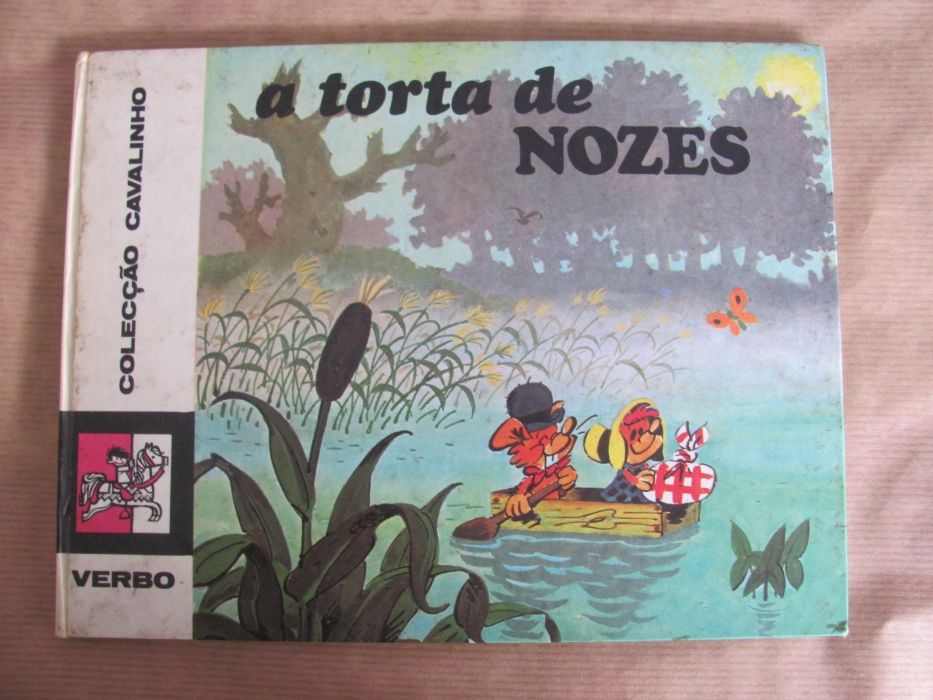 a torta de
NOZES
COLECÇÃO CAVALINHO
VERBO